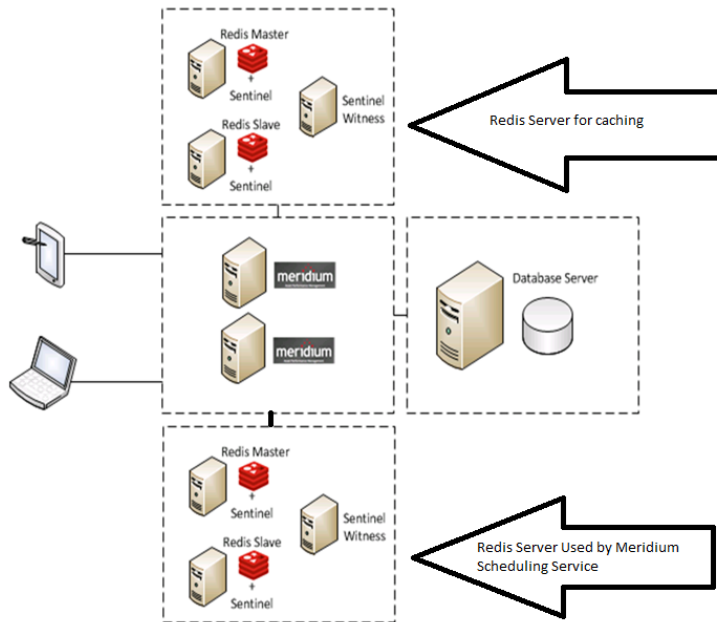 Redis Master
+
Sentinel
Sentinel
Witness
Redis Slave
+
Sentinel
Redis Server for caching
meridium
meridium
Database Server
Redis Master
+
Sentinel
Sentinel
Witness
Redis Slave
+
Sentinel
Redis Server Used by Meridium
Scheduling Service